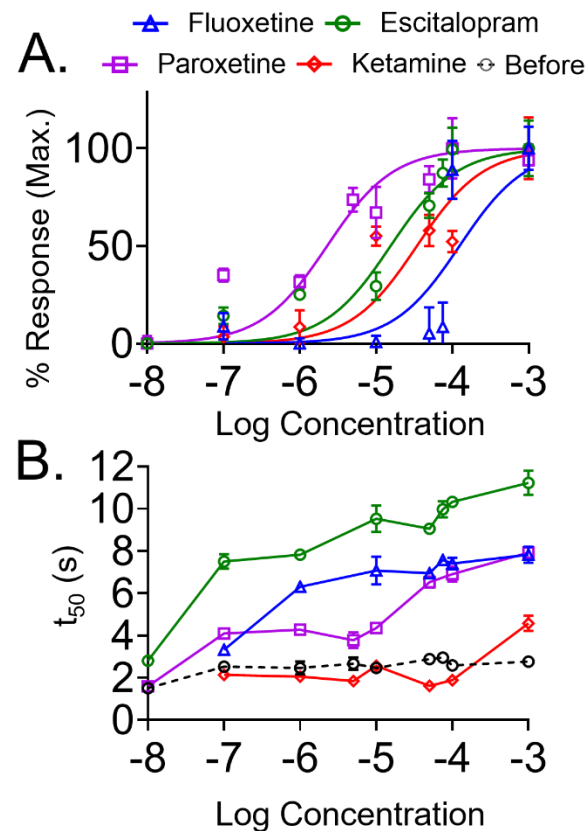 Fluoxetine Escitalopram
A. Paroxetine Ketamine Before
% Response (Max.)
100
50
0
-8 -7 -6 -5 -4 -3
Log Concentration
B.
t50 (s)
12
10
8
6
4
2
0
-8 -7 -6 -5 -4 -3
Log Concentration